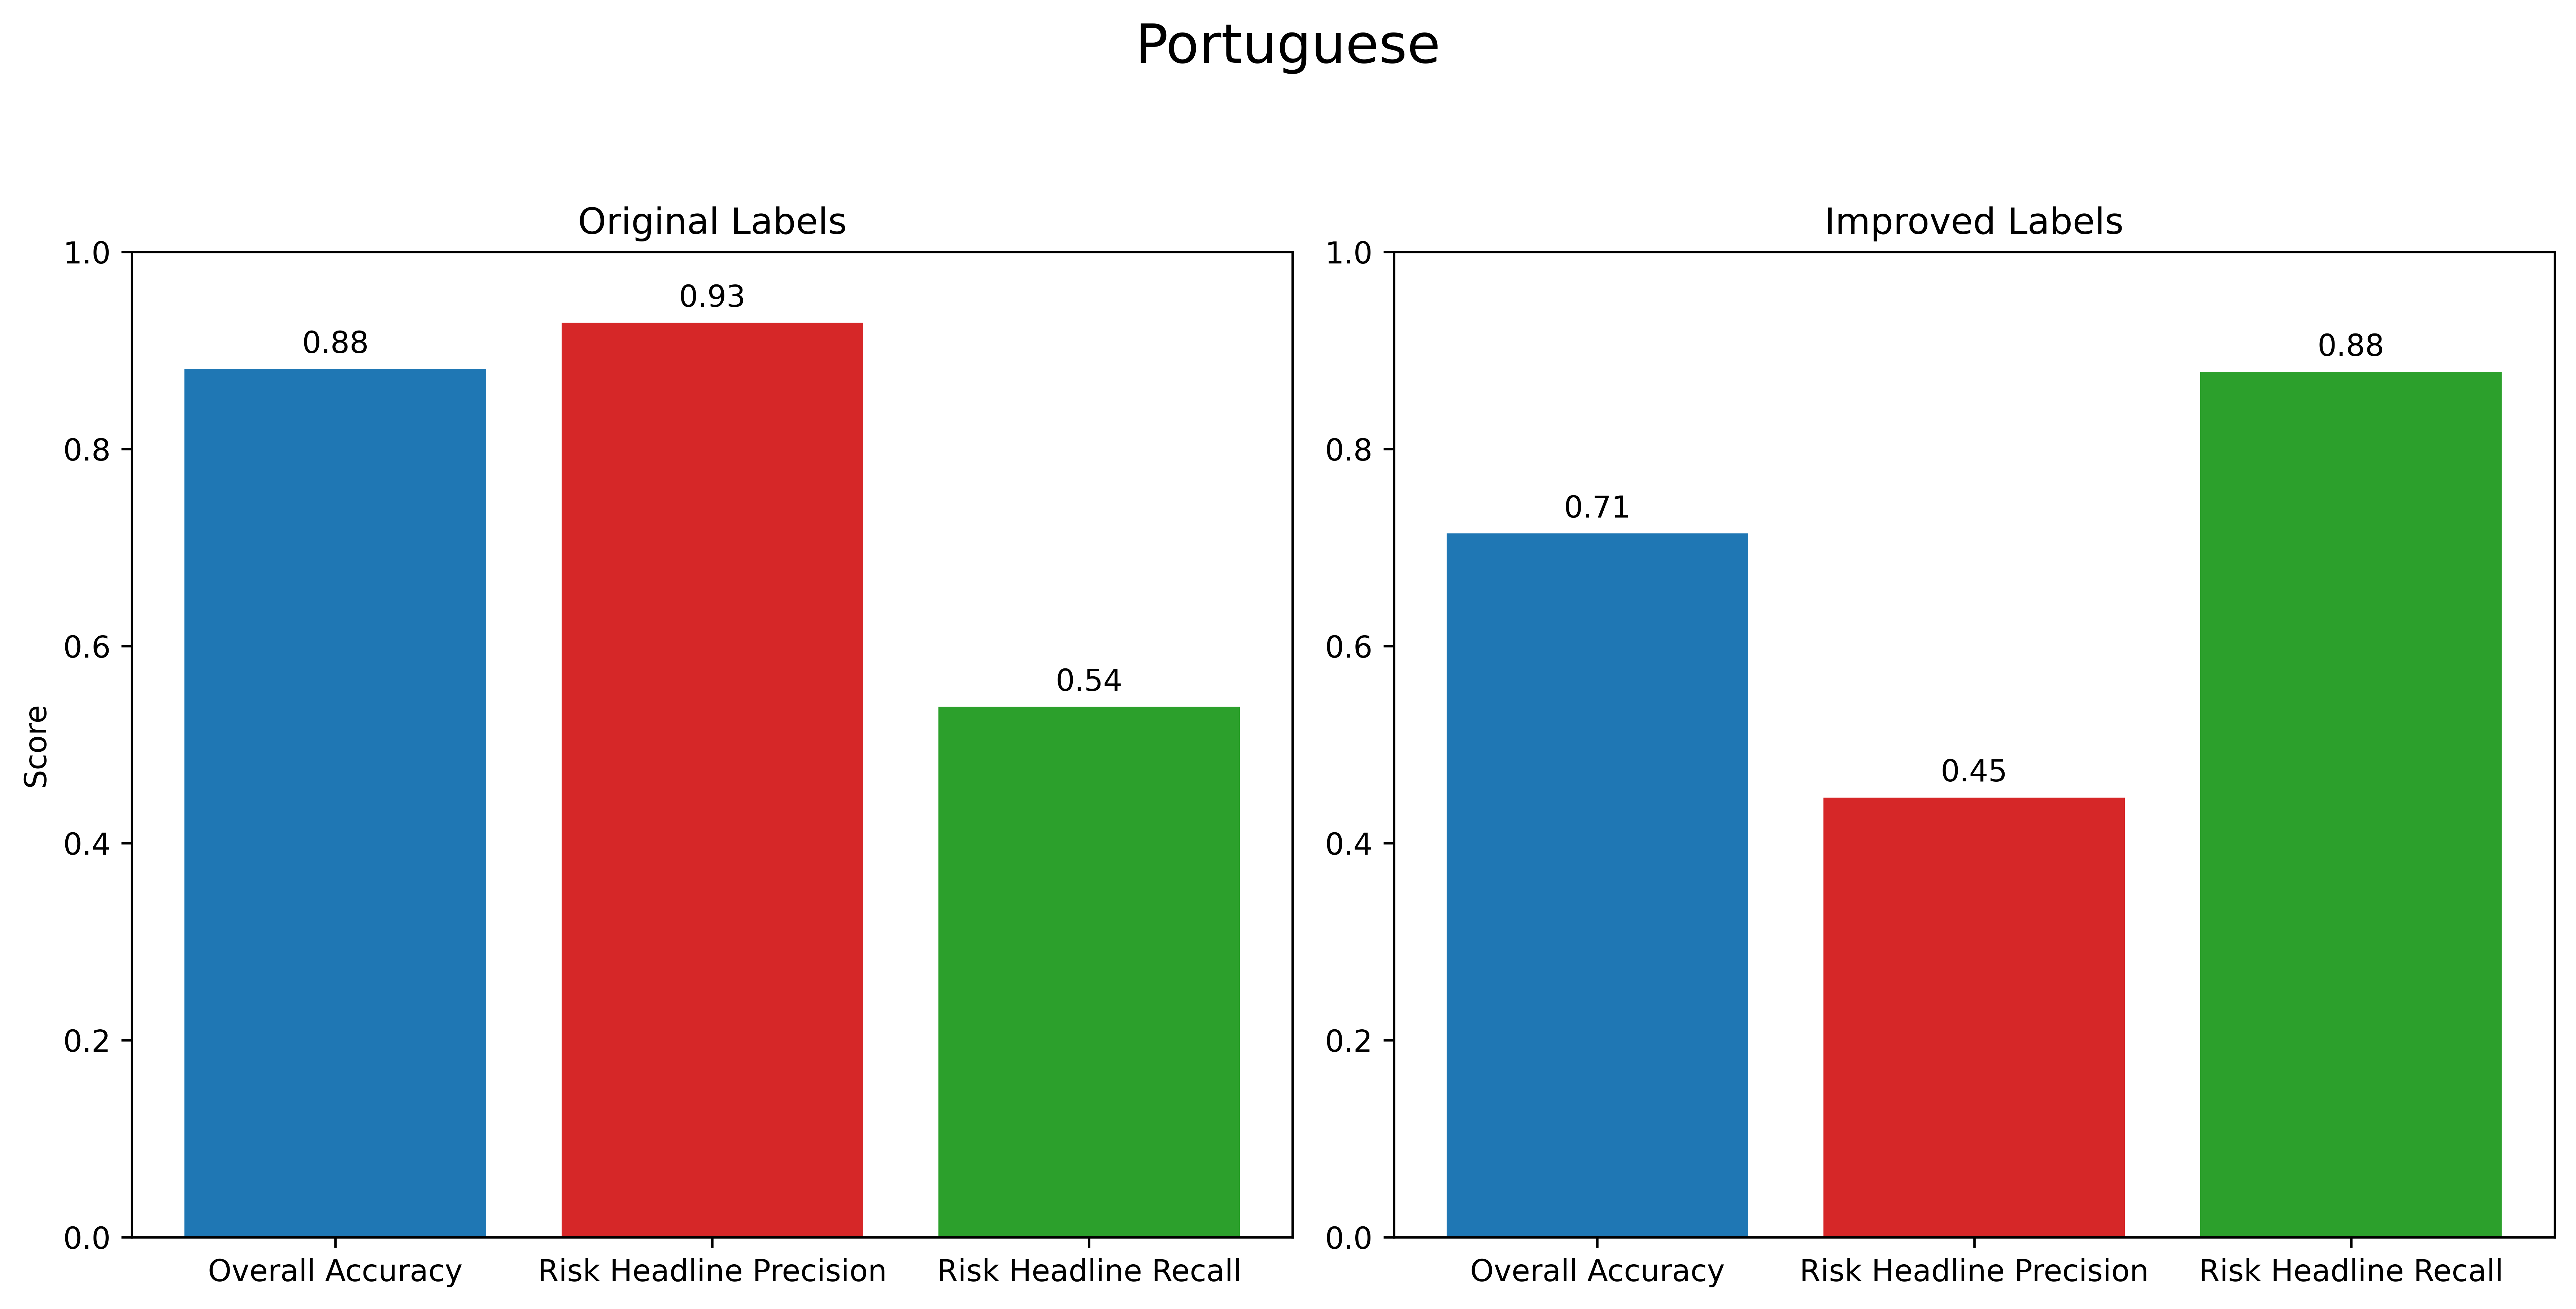 Portuguese
Original Labels
Score
1.0
0.8
0.6
0.4
0.2
0.0
0.88
0.93
0.54
Overall Accuracy
Risk Headline Precision
Risk Headline Recall
Improved Labels
1.0
0.8
0.6
0.4
0.2
0.0
0.71
0.45
0.88
Overall Accuracy
Risk Headline Precision
Risk Headline Recall